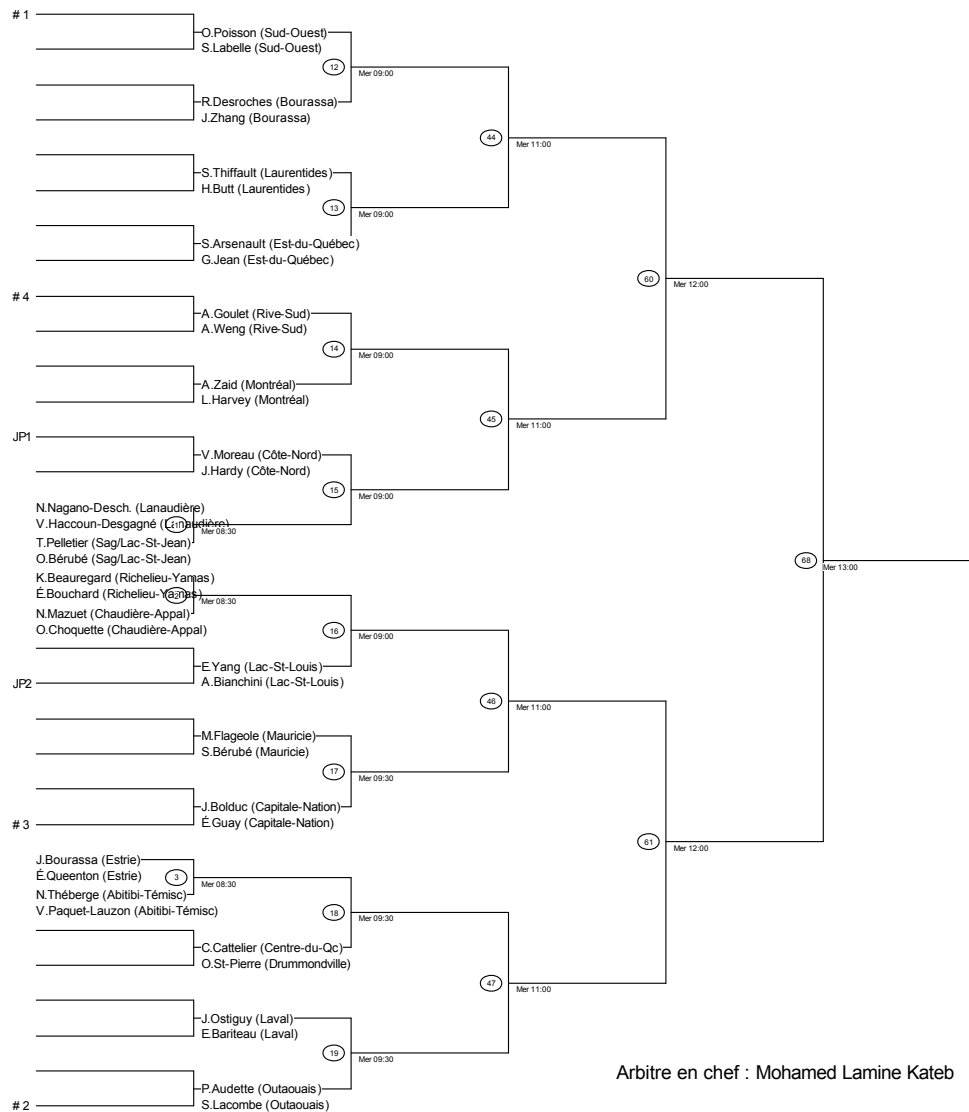 # 1
O.Poisson (Sud-Ouest)
S.Labelle (Sud-Ouest)
12
Mer 09:00
R.Desroches (Bourassa)
J.Zhang (Bourassa)
44
Mer 11:00
S.Thiffault (Laurentides)
H.Butt (Laurentides)
13
Mer 09:00
S.Arsenault (Est-du-Québec)
G.Jean (Est-du-Québec)
60
Mer 12:00
# 4
A.Goulet (Rive-Sud)
A.Weng (Rive-Sud)
14
Mer 09:00
A.Zaid (Montréal)
L.Harvey (Montréal)
45
Mer 11:00
JP1
V.Moreau (Côte-Nord)
J.Hardy (Côte-Nord)
15
Mer 09:00
N.Nagano-Desch. (Lanaudière)
V.Haccoun-Desgagné (Lanaudière)
1
Mer 08:30
T.Pelletier (Sag/Lac-St-Jean)
O.Bérubé (Sag/Lac-St-Jean)
68
Mer 13:00
K.Beauregard (Richelieu-Yamas)
É.Bouchard (Richelieu-Yamas)
2
Mer 08:30
N.Mazuet (Chaudière-Appal)
O.Choquette (Chaudière-Appal)
16
Mer 09:00
E.Yang (Lac-St-Louis)
A.Bianchini (Lac-St-Louis)
JP2
46
Mer 11:00
M.Flageole (Mauricie)
S.Bérubé (Mauricie)
17
Mer 09:30
J.Bolduc (Capitale-Nation)
É.Guay (Capitale-Nation)
# 3
61
Mer 12:00
J.Bourassa (Estrie)
É.Queenton (Estrie)
3
Mer 08:30
N.Théberge (Abitibi-Témisc)
V.Paquet-Lauzon (Abitibi-Témisc)
18
Mer 09:30
C.Cattelier (Centre-du-Qc)
O.St-Pierre (Drummondville)
47
Mer 11:00
J.Ostiguy (Laval)
E.Bariteau (Laval)
19
Mer 09:30
P.Audette (Outaouais)
S.Lacombe (Outaouais)
# 2
Arbitre en chef : Mohamed Lamine Kateb